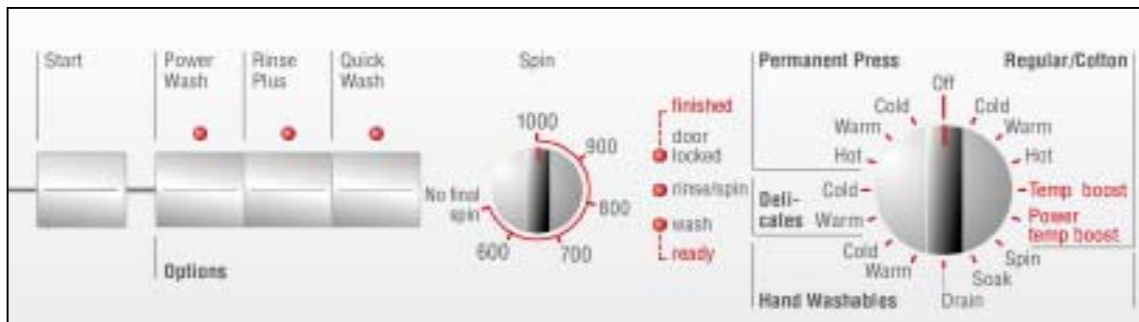 Start
Power
Wash
Rinse
Plus
Quick
Wash
Options
Spin
1000
900
800
700
600
No final
spin
finished
door
locked
rinse/spin
wash
ready
Permanent Press
Regular/Cotton
Off
Cold
Warm
Hot
Cold
Warm
Hot
Temp boost
Power
temp boost
Deli-
cates
Cold
Warm
Cold
Warm
Hand Washables
Spin
Soak
Drain